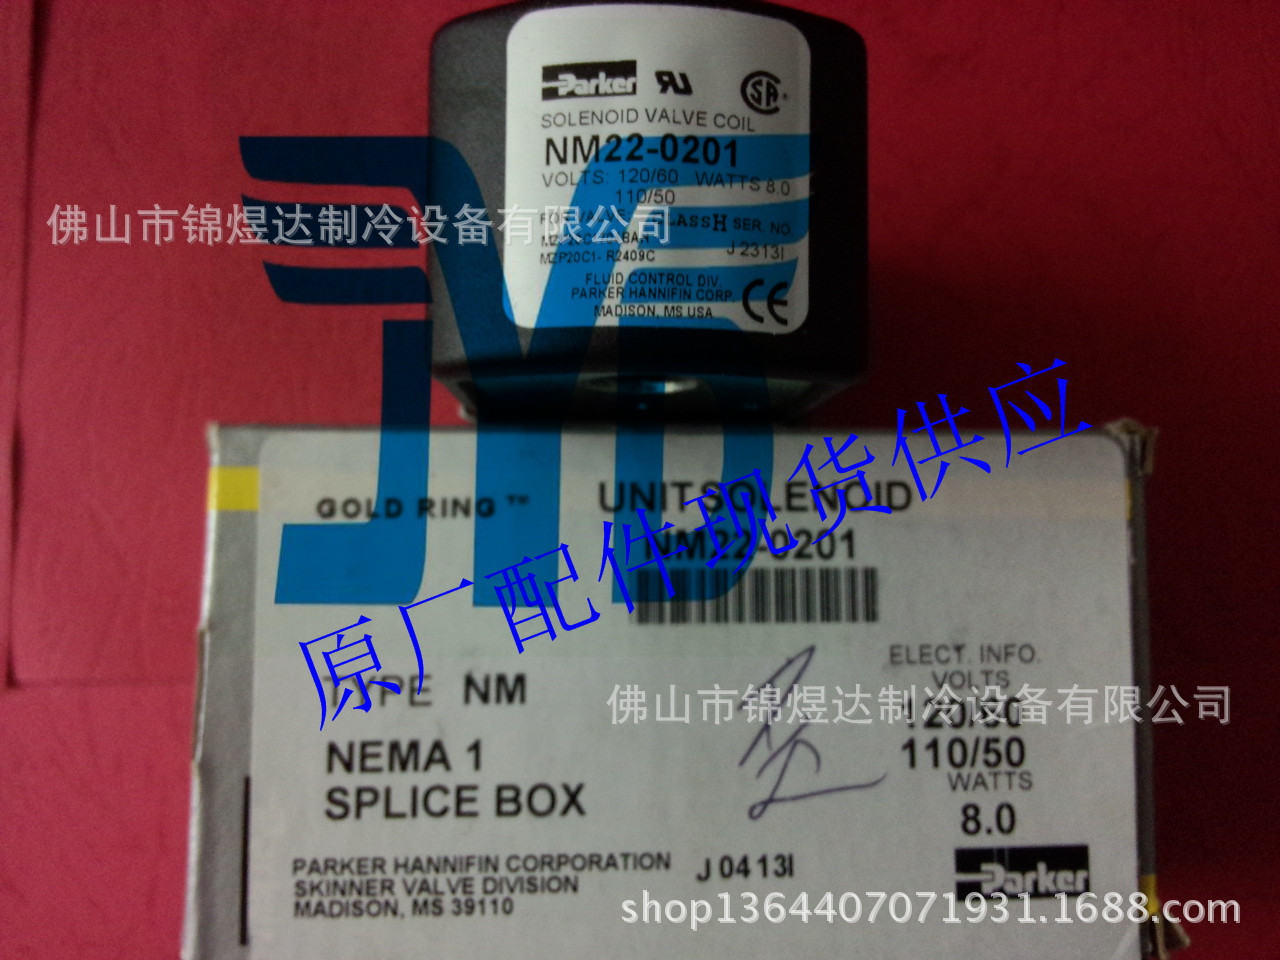 Parker
SOLENOID VALVE COIL
NM22-0201
VOLTS: 120/60 WATTS 8.0
110/50
CLASS H SER. NO.
J 2313I
MZP20C1- R2409C
FLUID CONTROL DIV.
PARKER HANNIFIN CORP.
MADISON, MS USA
CE
佛山市锦煜达制冷设备有限公司
GOLD RING™
UNIT SOLENOID
NM22-0201
原厂配件现货供应
TYPE NM
NEMA 1
SPLICE BOX
ELECT. INFO.
VOLTS
120/60
110/50
WATTS
8.0
佛山市锦煜达制冷设备有限公司
PARKER HANNIFIN CORPORATION
SKINNER VALVE DIVISION
MADISON, MS 39110
J 0413I
Parker
shop1364407071931.1688.com